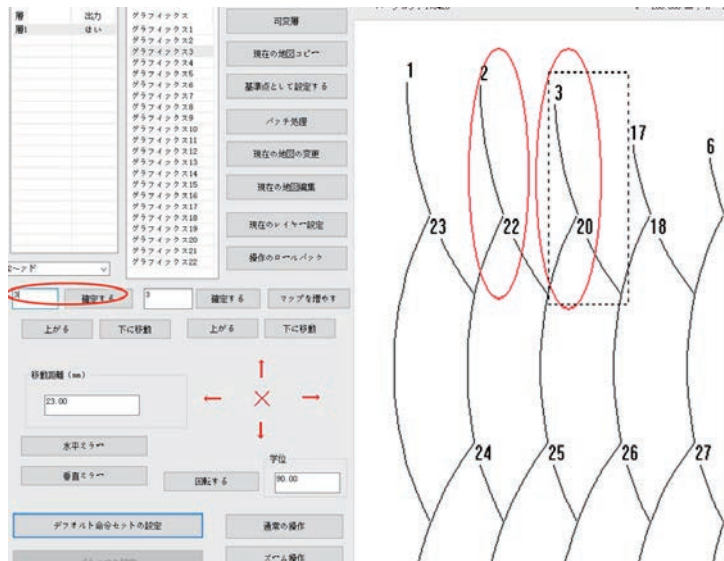 層 出力
層1 はい
グラフィックス
グラフィックス1
グラフィックス2
グラフィックス3
グラフィックス4
グラフィックス5
グラフィックス6
グラフィックス7
グラフィックス8
グラフィックス9
グラフィックス10
グラフィックス11
グラフィックス12
グラフィックス13
グラフィックス14
グラフィックス15
グラフィックス16
グラフィックス17
グラフィックス18
グラフィックス19
グラフィックス20
グラフィックス21
グラフィックス22
可変層
現在の地図コピー
基準点として設定する
バッチ処理
現在の地図の変更
現在の地図編集
現在のレイヤー設定
操作のロールバック
確定する 3 確定する マップを増やす
上がる 下に移動 上がる 下に移動
移動距離 (mm)
23.00
水平ミラー
垂直ミラー
回転する
学位
90.00
デフォルト命令セットの設定
通常の操作
ズーム操作
1 2 3 17 6
23 22 20 18
24 25 26 27